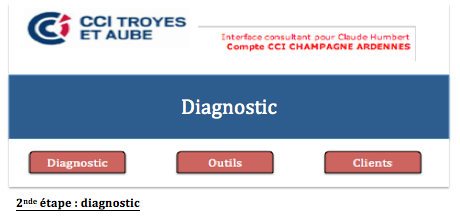 CCI TROYES
ET AUBE
Interface consultant pour Claude Humbert
Compte CCI CHAMPAGNE ARDENNES
Diagnostic
Diagnostic
Outils
Clients
2nde étape : diagnostic